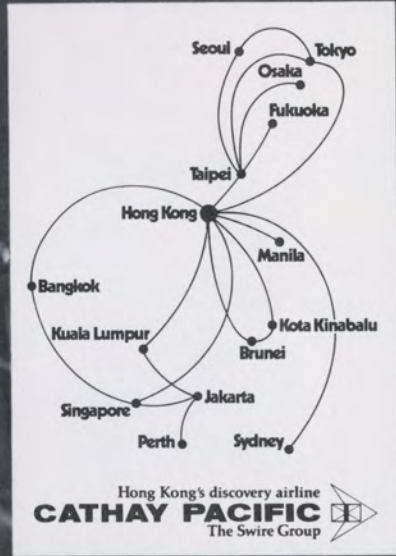 Seoul
Tokyo
Osaka
Fukuoka
Taipei
Hong Kong
Manila
Bangkok
Kuala Lumpur
Kota Kinabalu
Brunei
Jakarta
Singapore
Perth
Sydney
Hong Kong's discovery airline
CATHAY PACIFIC
The Swire Group